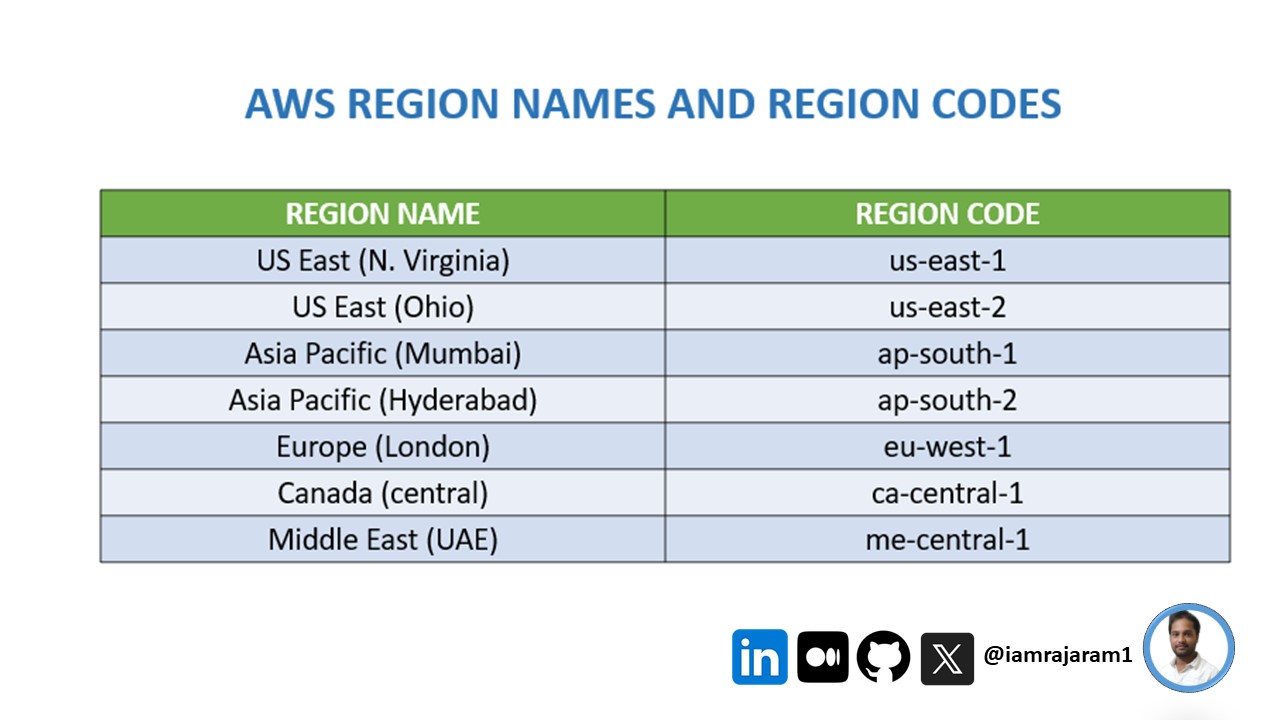 AWS REGION NAMES AND REGION CODES
REGION NAME REGION CODE
US East (N. Virginia) us-east-1
US East (Ohio) us-east-2
Asia Pacific (Mumbai) ap-south-1
Asia Pacific (Hyderabad) ap-south-2
Europe (London) eu-west-1
Canada (central) ca-central-1
Middle East (UAE) me-central-1
in X @iamrajaram1